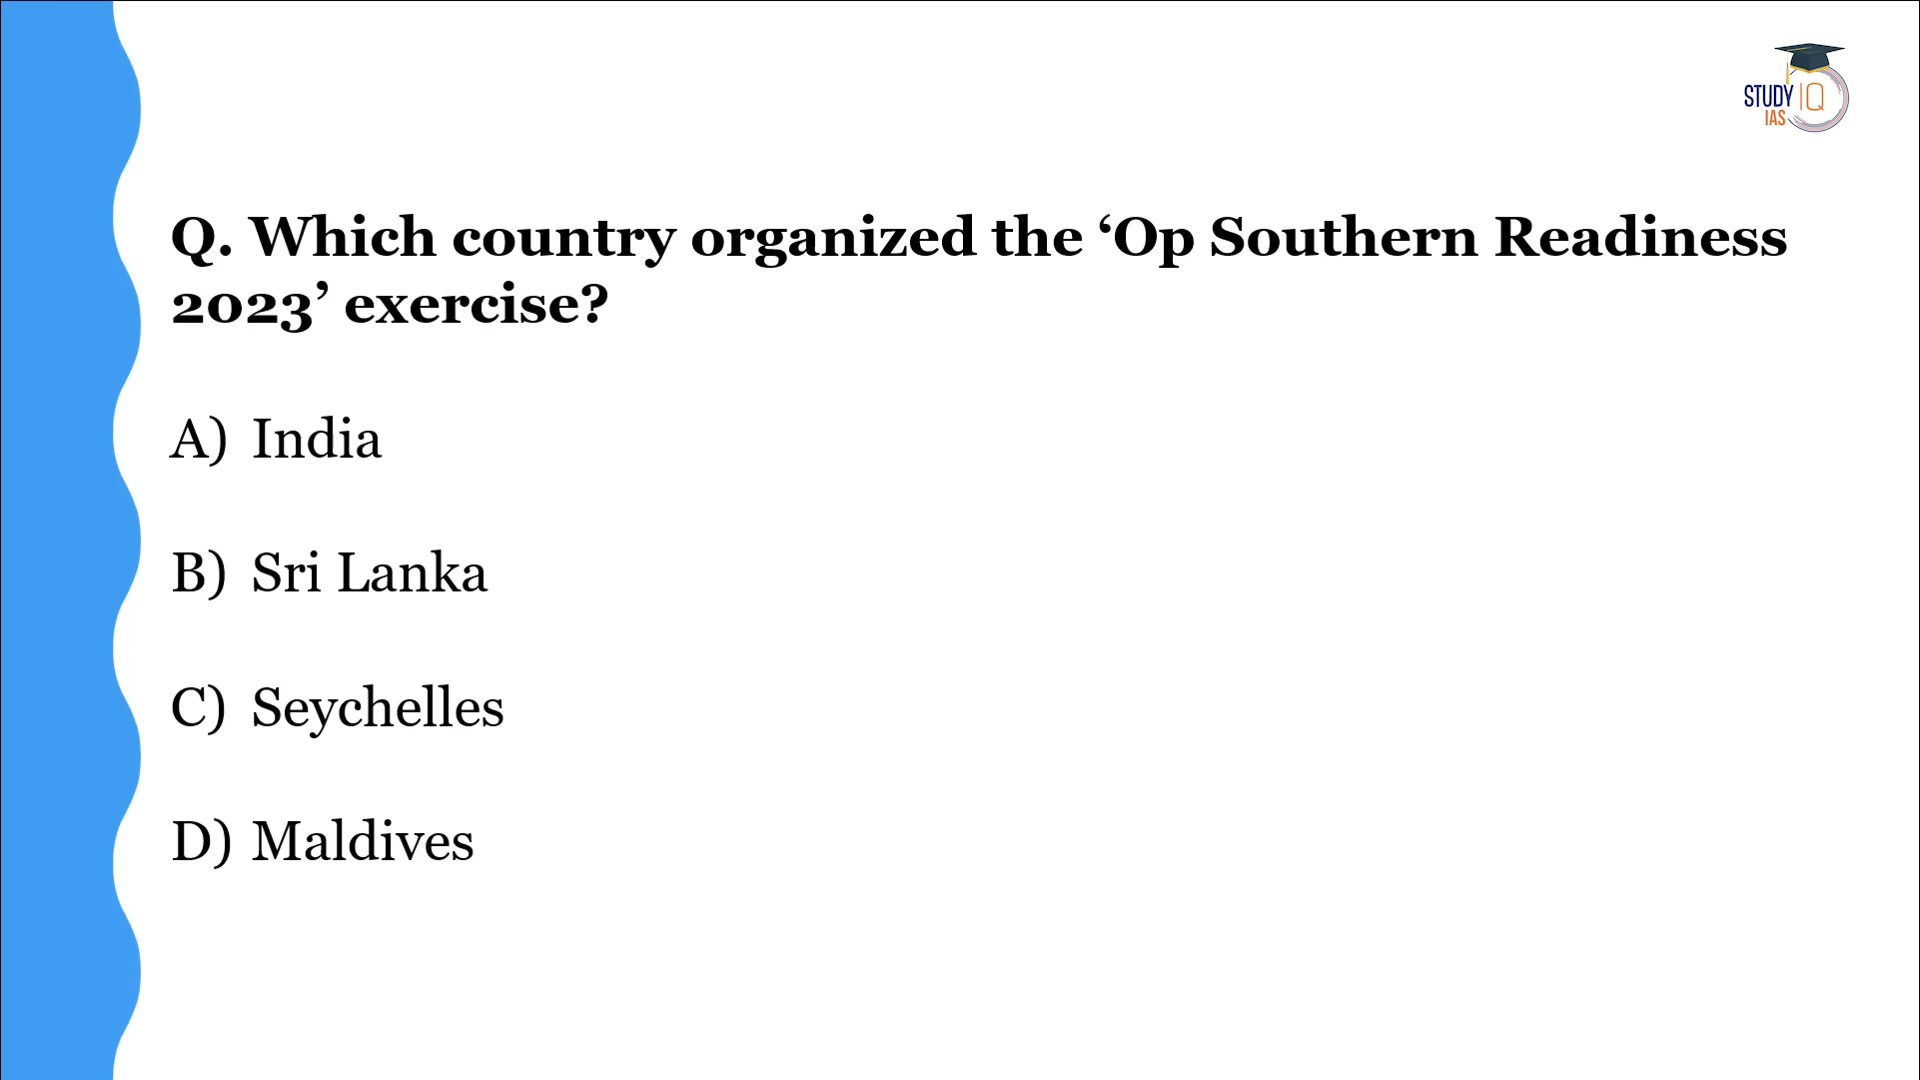 STUDY IQ
IAS
Q. Which country organized the ‘Op Southern Readiness
2023’ exercise?
A) India
B) Sri Lanka
C) Seychelles
D) Maldives